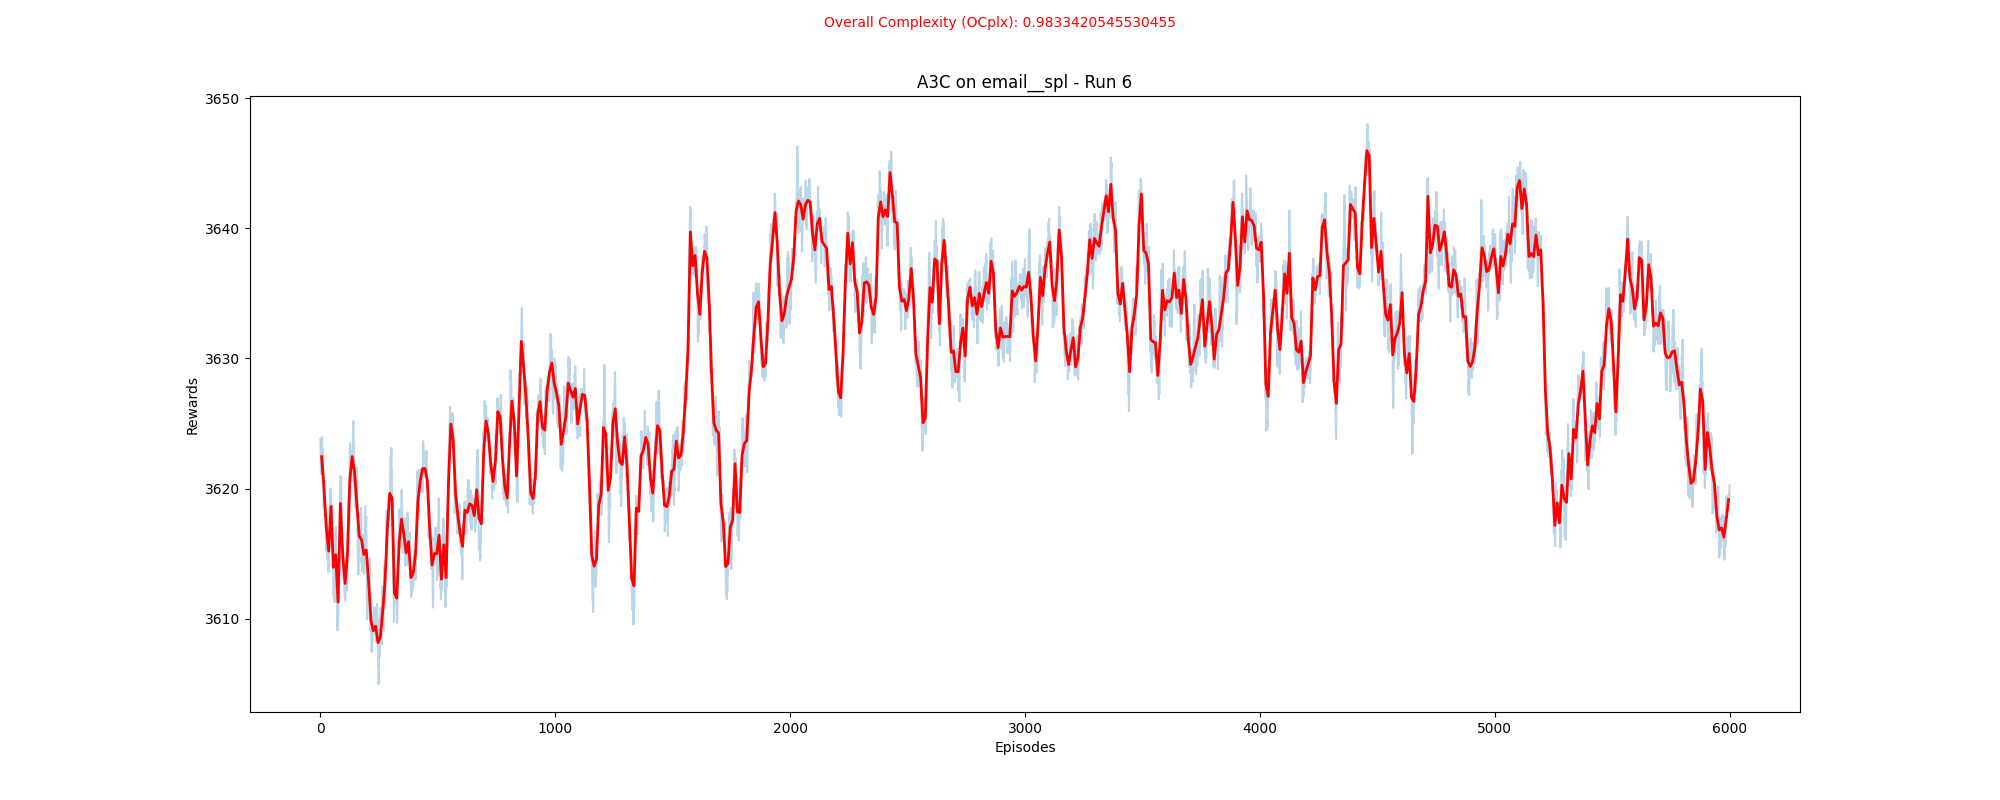 Overall Complexity (OCplx): 0.9833420545530455
A3C on email__spl - Run 6
3650
3640
3630
3620
3610
Rewards
0 1000 2000 3000 4000 5000 6000
Episodes